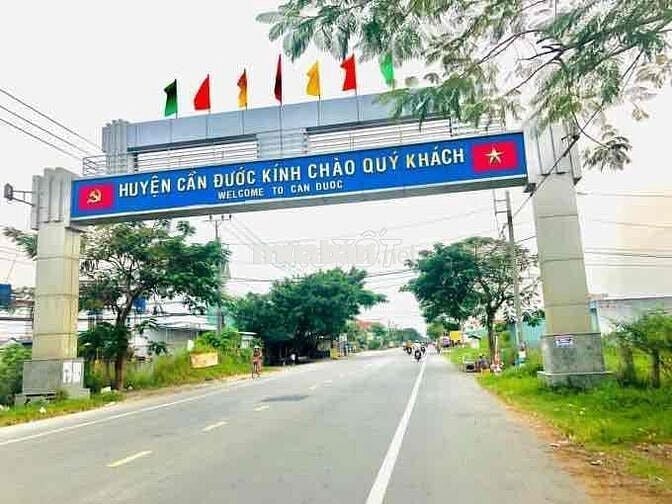 HUYỆN CẦN ĐƯỚC KÍNH CHÀO QUÝ KHÁCH
WELCOME TO CAN DUOC